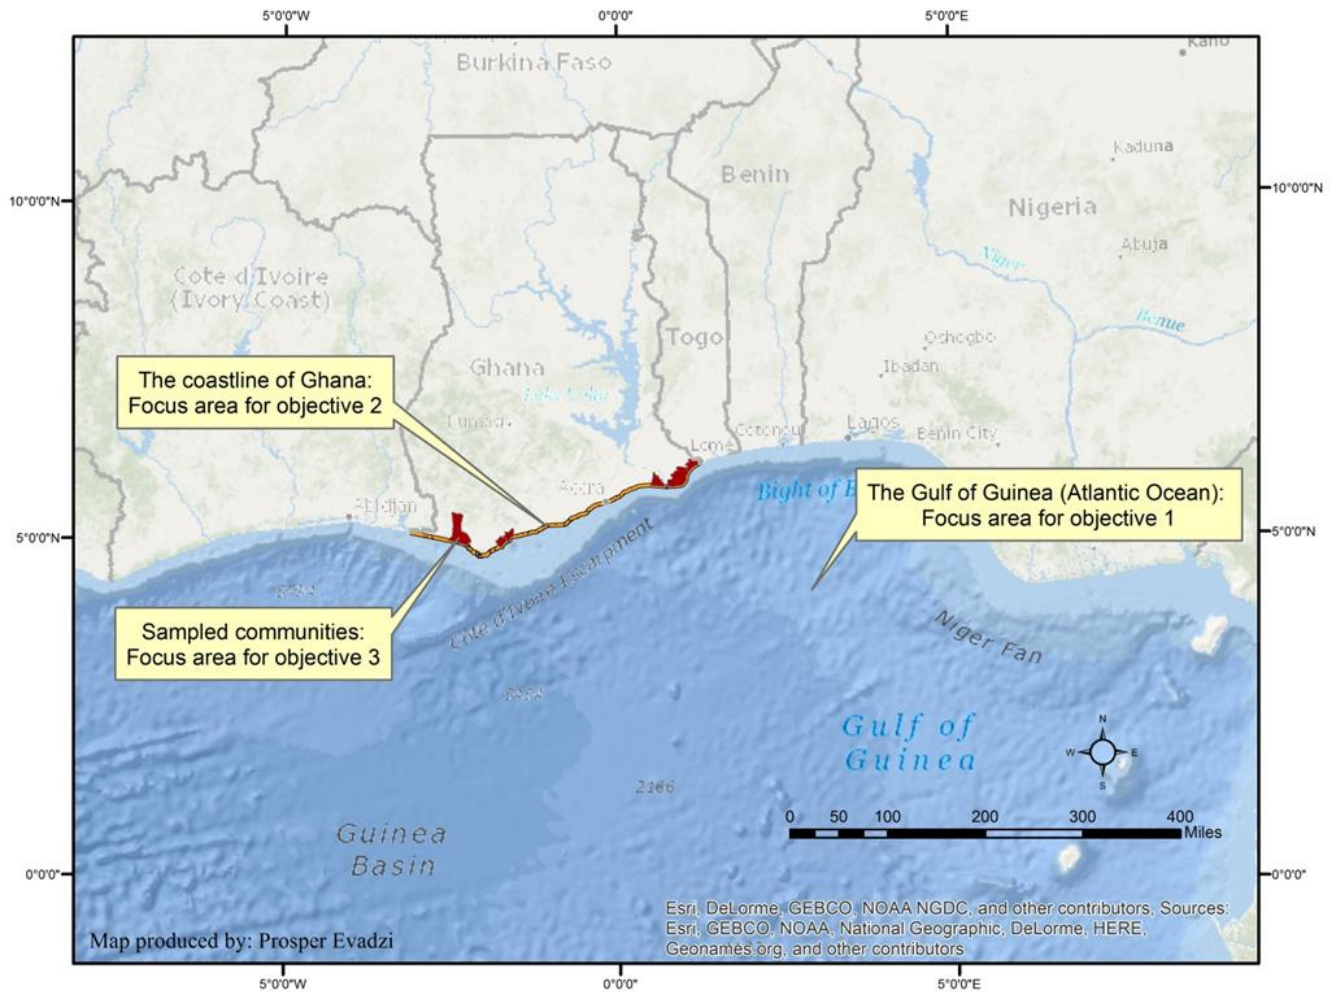 5°0'0"W
0°0'0"
5°0'0"E
Burkina Faso
Kano
Kaduna
Benin
10°0'0"N
10°0'0"N
Nigeria
Abuja
Niger
Cote d'Ivoire
(Ivory Coast)
Benue
Togo
Oshogbo
Ghana
Ibadan
The coastline of Ghana:
Focus area for objective 2
Lake Volta
Kumasi
Lagos
Cotonou
Benin City
Lomé
Accra
Bight of B
The Gulf of Guinea (Atlantic Ocean):
Focus area for objective 1
Abidjan
5°0'0"N
5°0'0"N
Cote d'Ivoire Escarpment
Sampled communities:
Focus area for objective 3
Niger Fan
Gulf of
Guinea
N
W
E
S
2166
0
50
100
200
300
400
Miles
Guinea
Basin
0°0'0"
0°0'0"
Esri, DeLorme, GEBCO, NOAA NGDC, and other contributors, Sources:
Esri, GEBCO, NOAA, National Geographic, DeLorme, HERE,
Geonames.org, and other contributors
Map produced by: Prosper Evadzi
5°0'0"W
0°0'0"
5°0'0"E